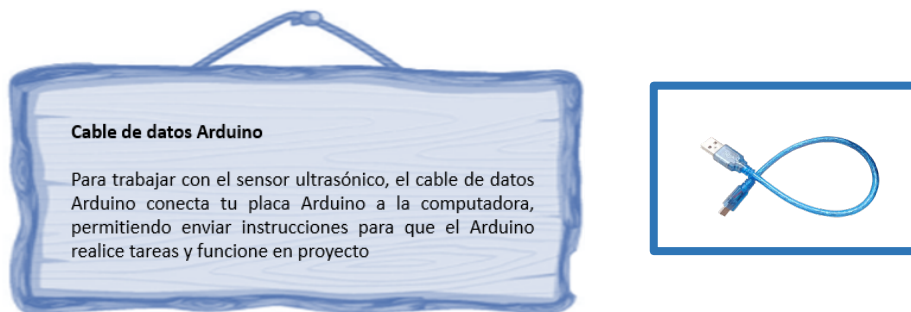 Cable de datos Arduino
Para trabajar con el sensor ultrasónico, el cable de datos
Arduino conecta tu placa Arduino a la computadora,
permitiendo enviar instrucciones para que el Arduino
realice tareas y funcione en proyecto